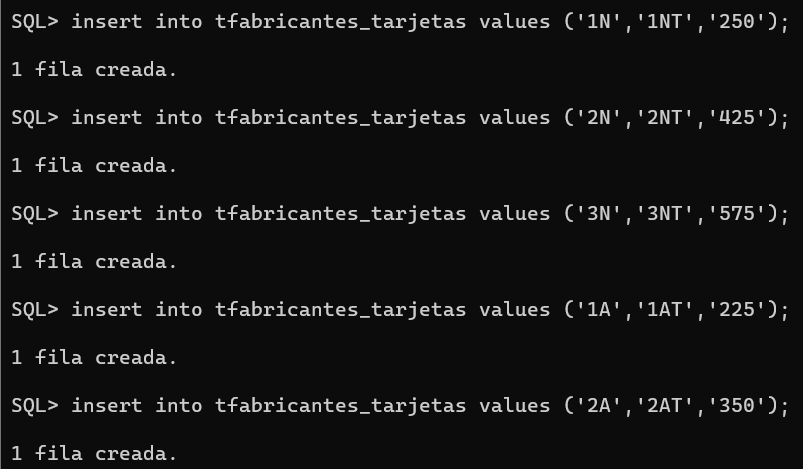 SQL> insert into tfabricantes_tarjetas values ('1N','1NT','250');
1 fila creada.
SQL> insert into tfabricantes_tarjetas values ('2N','2NT','425');
1 fila creada.
SQL> insert into tfabricantes_tarjetas values ('3N','3NT','575');
1 fila creada.
SQL> insert into tfabricantes_tarjetas values ('1A','1AT','225');
1 fila creada.
SQL> insert into tfabricantes_tarjetas values ('2A','2AT','350');
1 fila creada.